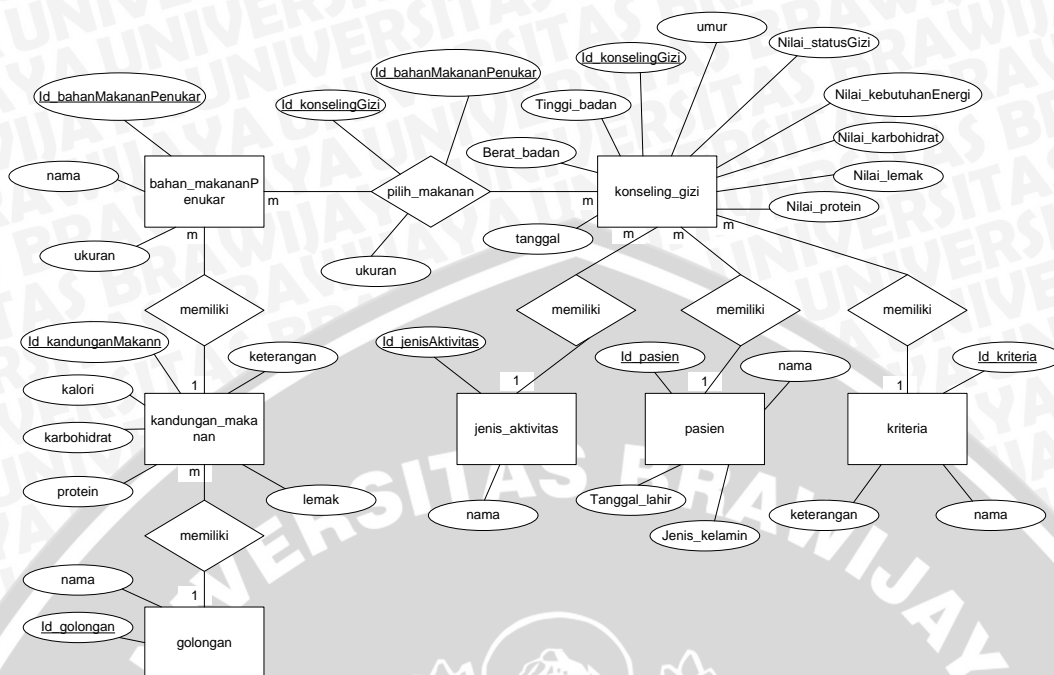 umur
Nilai_statusGizi
Id_konselingGizi
Id_bahanMakananPenukar
Id_bahanMakananPenukar
Id_konselingGizi
Tinggi_badan
Nilai_kebutuhanEnergi
Nilai_karbohidrat
Berat_badan
nama
bahan_makananP
enukar
pilih_makanan
konseling_gizi
Nilai_lemak
m
m
Nilai_protein
m
m
m
m
tanggal
ukuran
ukuran
memiliki
memiliki
memiliki
memiliki
Id_kandunganMakann
keterangan
Id_jenisAktivitas
Id_pasien
nama
Id_kriteria
kalori
1
1
1
1
karbohidrat
kandungan_maka
nan
jenis_aktivitas
pasien
kriteria
m
protein
lemak
Tanggal_lahir
nama
keterangan
nama
Jenis_kelamin
memiliki
nama
1
Id_golongan
golongan
UNIVERSITAS BRAWIJAYA